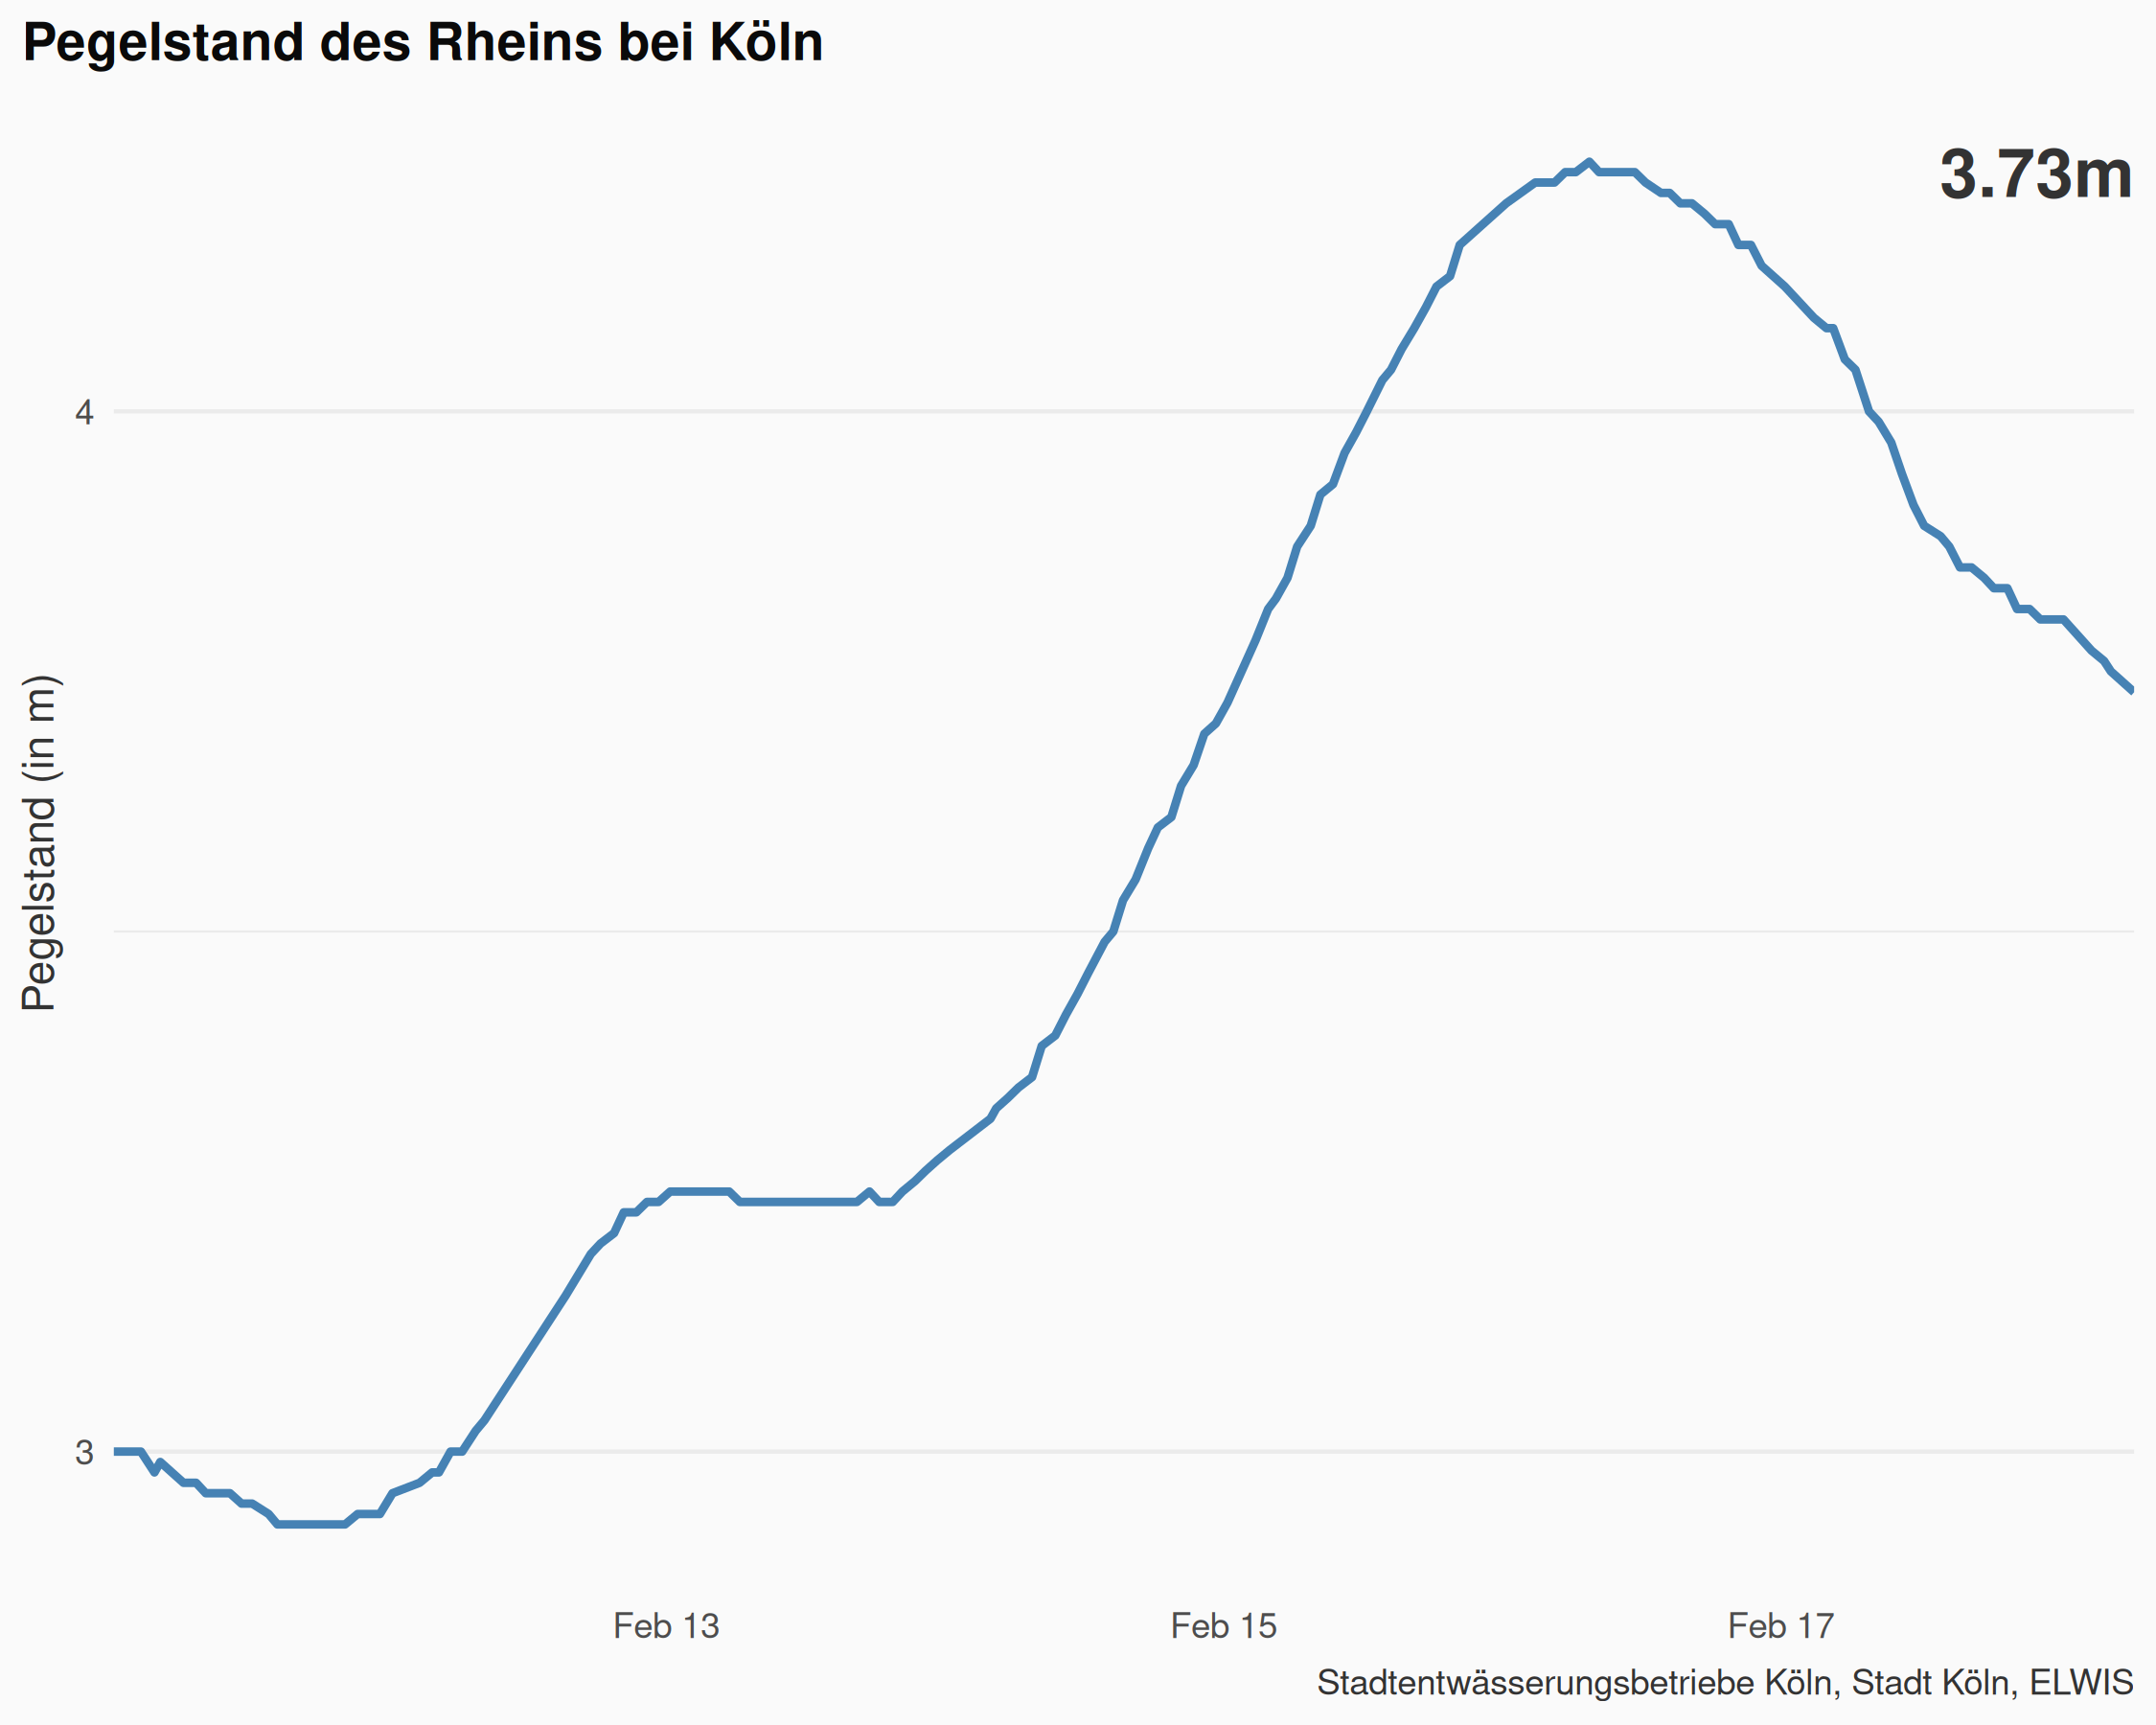 Pegelstand des Rheins bei Köln
3.73m
Pegelstand (in m)
4
3
Feb 13
Feb 15
Feb 17
Stadtentwässerungsbetriebe Köln, Stadt Köln, ELWIS